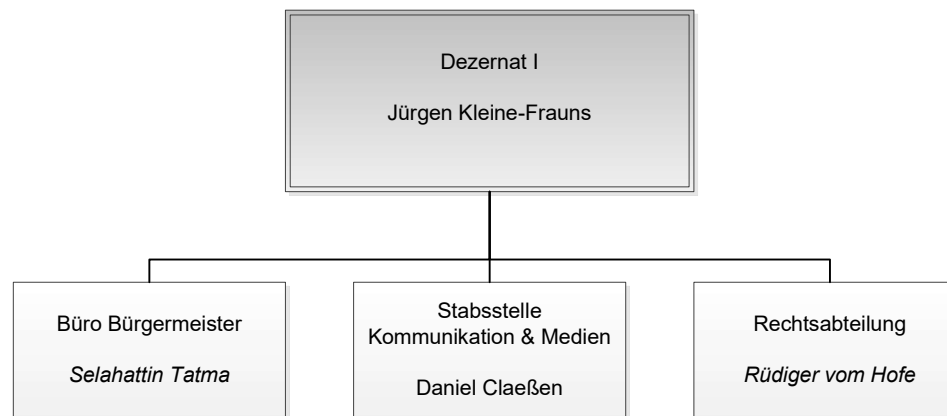 Dezernat I
Jürgen Kleine-Frauns
Büro Bürgermeister
Selahattin Tatma
Stabsstelle
Kommunikation & Medien
Daniel Claeßen
Rechtsabteilung
Rüdiger vom Hofe